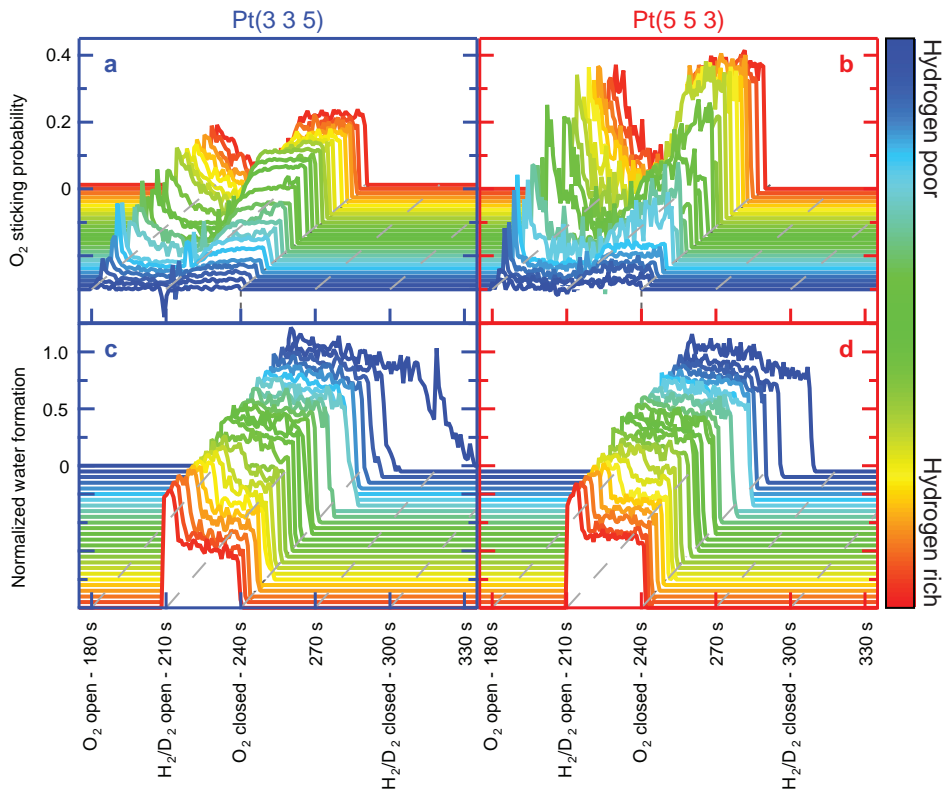 Pt(3 3 5)
Pt(5 5 3)
a
b
0.4
0.2
0
O2 sticking probability
c
d
1.0
0.5
0
Normalized water formation
Hydrogen poor
Hydrogen rich
O2 open - 180 s
H2/D2 open - 210 s
O2 closed - 240 s
270 s
H2/D2 closed - 300 s
330 s
O2 open - 180 s
H2/D2 open - 210 s
O2 closed - 240 s
270 s
H2/D2 closed - 300 s
330 s